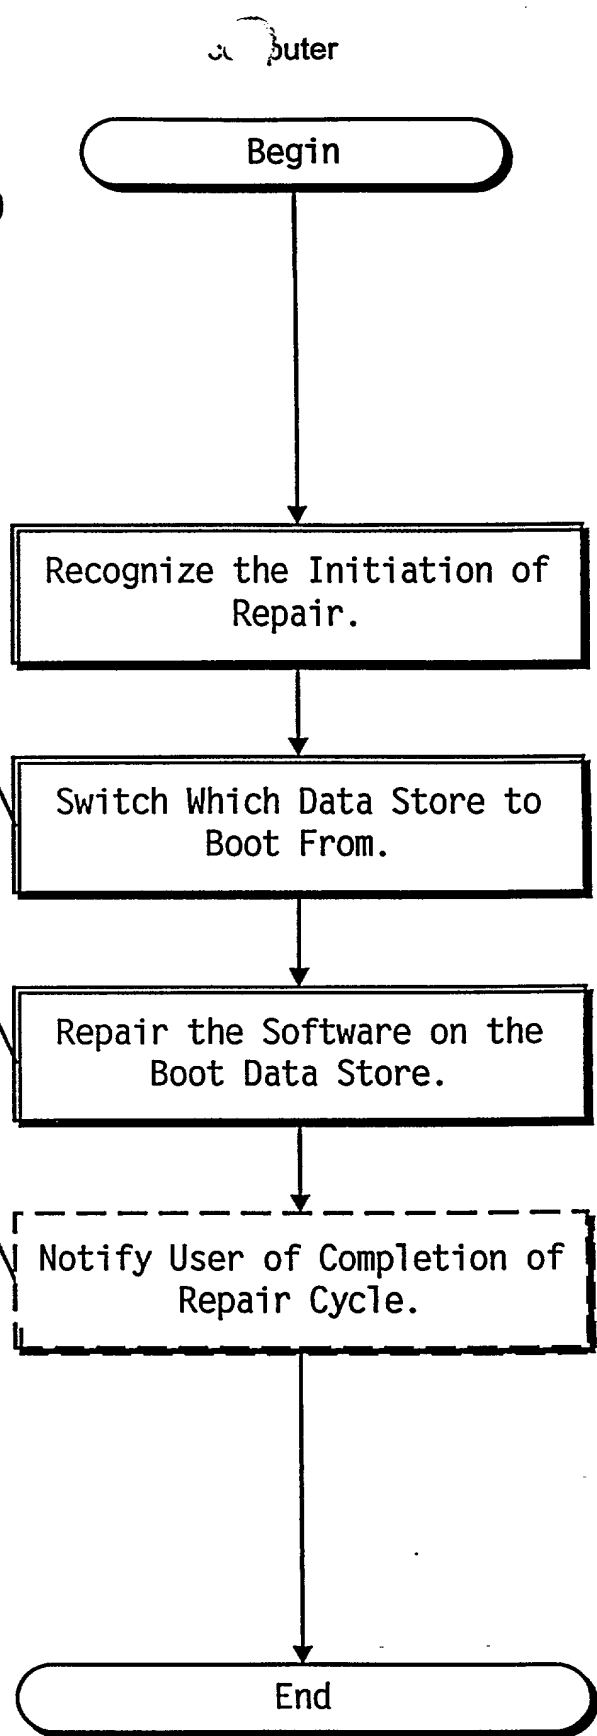 Begin
Recognize the Initiation of
Repair.
Switch Which Data Store to
Boot From.
Repair the Software on the
Boot Data Store.
Notify User of Completion of
Repair Cycle.
End